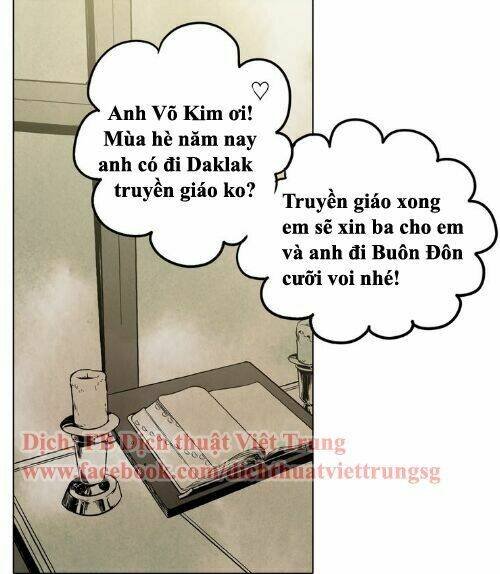 Anh Võ Kim ơi!
Mùa hè năm nay
anh có đi Daklak
truyền giáo ko?
Truyền giáo xong
em sẽ xin ba cho em
và anh đi Buôn Đôn
cưỡi voi nhé!
Dịch: FB Dịch thuật Việt Trung
www.facebook.com/dichthuatviettrungsg